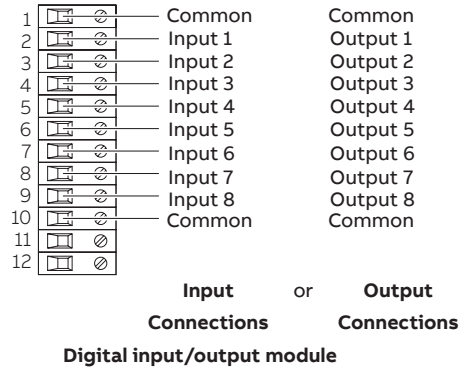 1 Common Common
2 Input 1 Output 1
3 Input 2 Output 2
4 Input 3 Output 3
5 Input 4 Output 4
6 Input 5 Output 5
7 Input 6 Output 6
8 Input 7 Output 7
9 Input 8 Output 8
10 Common Common
11
12
Input or Output
Connections Connections
Digital input/output module